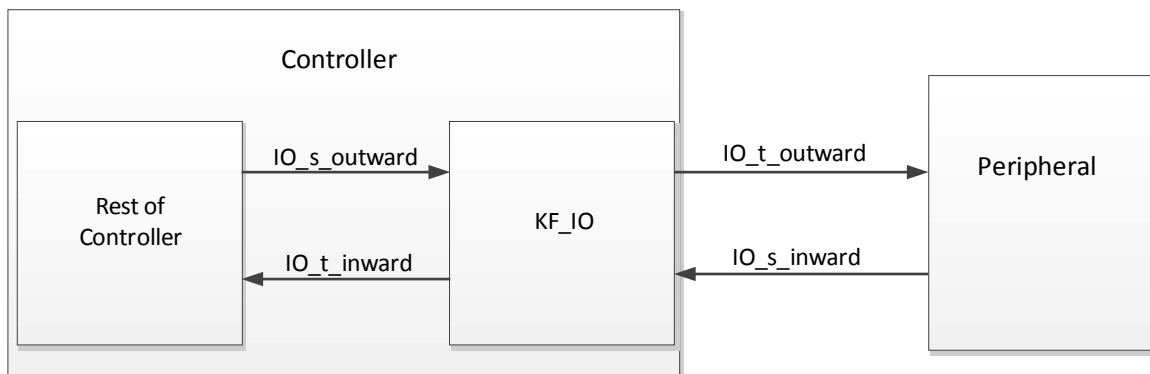 Controller
IO_s_outward
IO_t_outward
Peripheral
Rest of
Controller
KF_IO
IO_t_inward
IO_s_inward